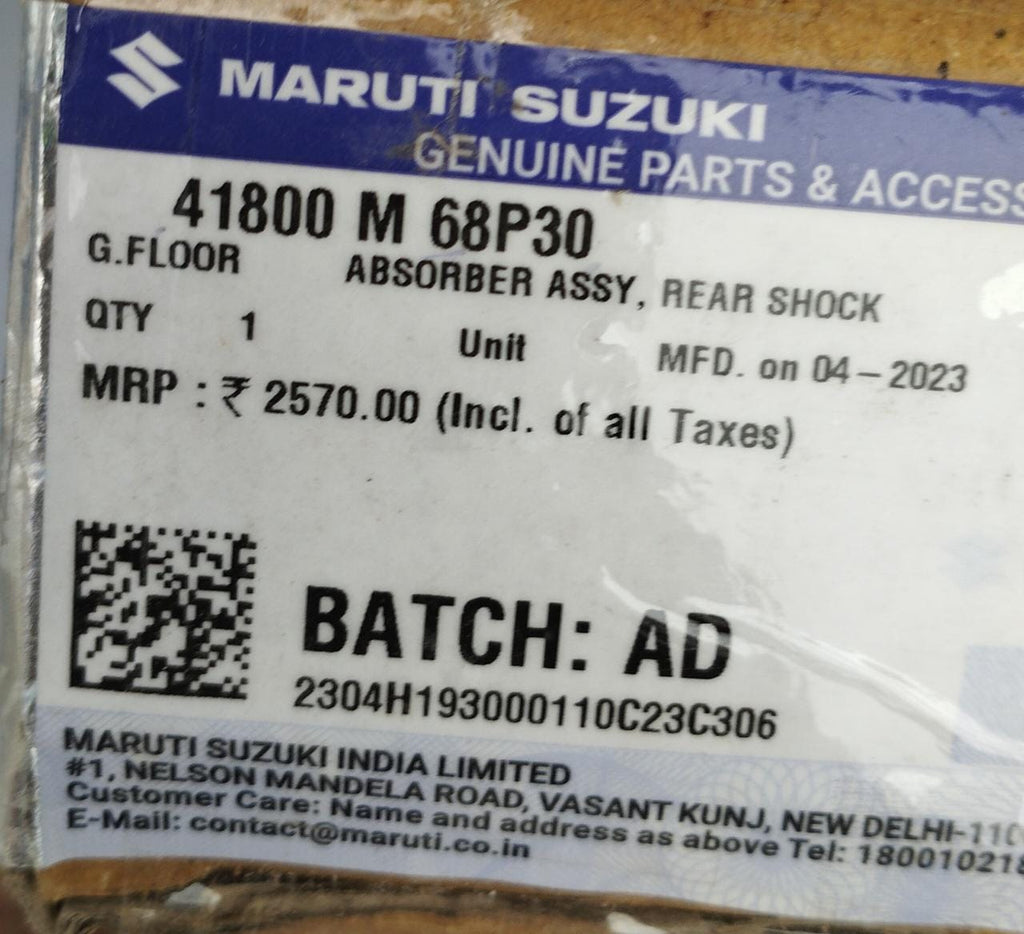 MARUTI SUZUKI
GENUINE PARTS & ACCESS
41800 M 68P30
G.FLOOR ABSORBER ASSY, REAR SHOCK
QTY 1 Unit MFD. on 04-2023
MRP : ₹ 2570.00 (Incl. of all Taxes)
BATCH: AD
2304H193000110C23C306
MARUTI SUZUKI INDIA LIMITED
#1, NELSON MANDELA ROAD, VASANT KUNJ, NEW DELHI-110
Customer Care: Name and address as above Tel: 180010218
E-Mail: contact@maruti.co.in